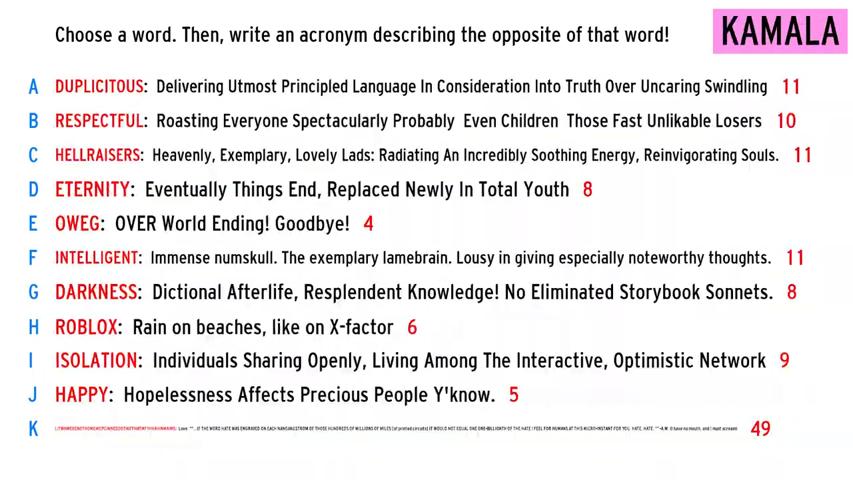 Choose a word. Then, write an acronym describing the opposite of that word! KAMALA
A DUPLICITOUS: Delivering Utmost Principled Language In Consideration Into Truth Over Uncaring Swindling 11
B RESPECTFUL: Roasting Everyone Spectacularly Probably Even Children Those Fast Unlikable Losers 10
C HELLRAISERS: Heavenly, Exemplary, Lovely Lads: Radiating An Incredibly Soothing Energy, Reinvigorating Souls. 11
D ETERNITY: Eventually Things End, Replaced Newly In Total Youth 8
E OWEG: OVER World Ending! Goodbye! 4
F INTELLIGENT: Immense numskull. The exemplary lamebrain. Lousy in giving especially noteworthy thoughts. 11
G DARKNESS: Dictional Afterlife, Resplendent Knowledge! No Eliminated Storybook Sonnets. 8
H ROBLOX: Rain on beaches, like on X-factor 6
I ISOLATION: Individuals Sharing Openly, Living Among The Interactive, Optimistic Network 9
J HAPPY: Hopelessness Affects Precious People Y'know. 5
K Love "... IF THE WORD HATE WAS ENGRAVED ON EACH NANOANGSTROM OF THOSE HUNDREDS OF MILLIONS OF MILES (of printed circuits) IT WOULD NOT EQUAL ONE ONE-BILLIONTH OF THE HATE I FEEL FOR HUMANS AT THIS MICRO-INSTANT FOR YOU. HATE. HATE. 49